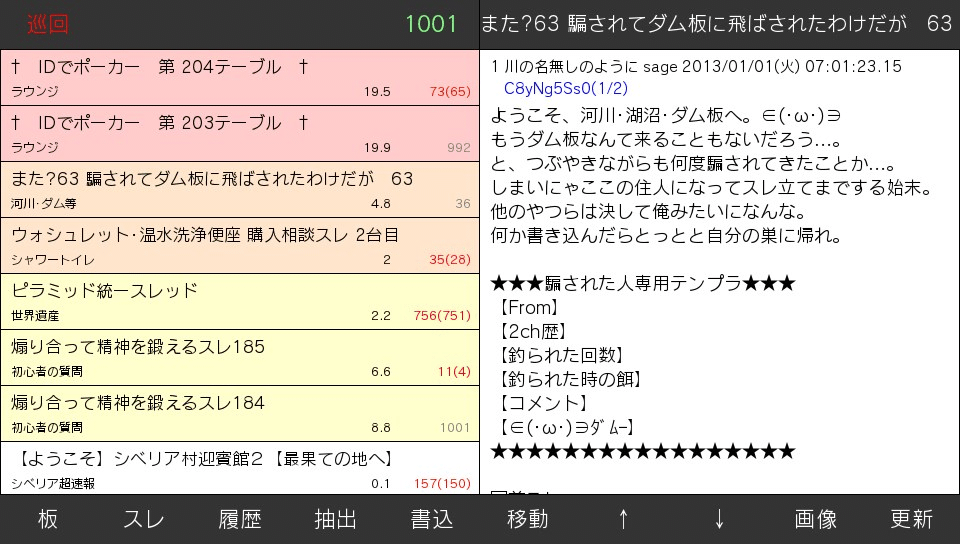 巡回 1001
† IDでポーカー 第 204テーブル †
ラウンジ 19.5 73(65)
† IDでポーカー 第 203テーブル †
ラウンジ 19.9 992
また?63 騙されてダム板に飛ばされたわけだが 63
河川･ダム等 4.8 36
ウォシュレット･温水洗浄便座 購入相談スレ 2台目
シャワートイレ 2 35(28)
ピラミッド統一スレッド
世界遺産 2.2 756(751)
煽り合って精神を鍛えるスレ185
初心者の質問 6.6 11(4)
煽り合って精神を鍛えるスレ184
初心者の質問 8.8 1001
【ようこそ】シベリア村迎賓館2【最果ての地へ】
シベリア超速報 0.1 157(150)
また?63 騙されてダム板に飛ばされたわけだが 63
1 川の名無しのように sage 2013/01/01(火) 07:01:23.15
C8yNg5Ss0(1/2)
ようこそ、河川･湖沼･ダム板へ。∈(･ω･)∋
もうダム板なんて来ることもないだろう…。
と、つぶやきながらも何度騙されてきたことか…。
しまいにゃここの住人になってスレ立てまでする始末。
他のやつらは決して俺みたいになんな。
何か書き込んだらとっとと自分の巣に帰れ。
★★★騙された人専用テンプラ★★★
【From】
【2ch歴】
【釣られた回数】
【釣られた時の餌】
【コメント】
【∈(･ω･)∋ﾀﾞﾑｰ】
★★★★★★★★★★★★★★★★★
板 スレ 履歴 抽出 書込 移動 ↑ ↓ 画像 更新